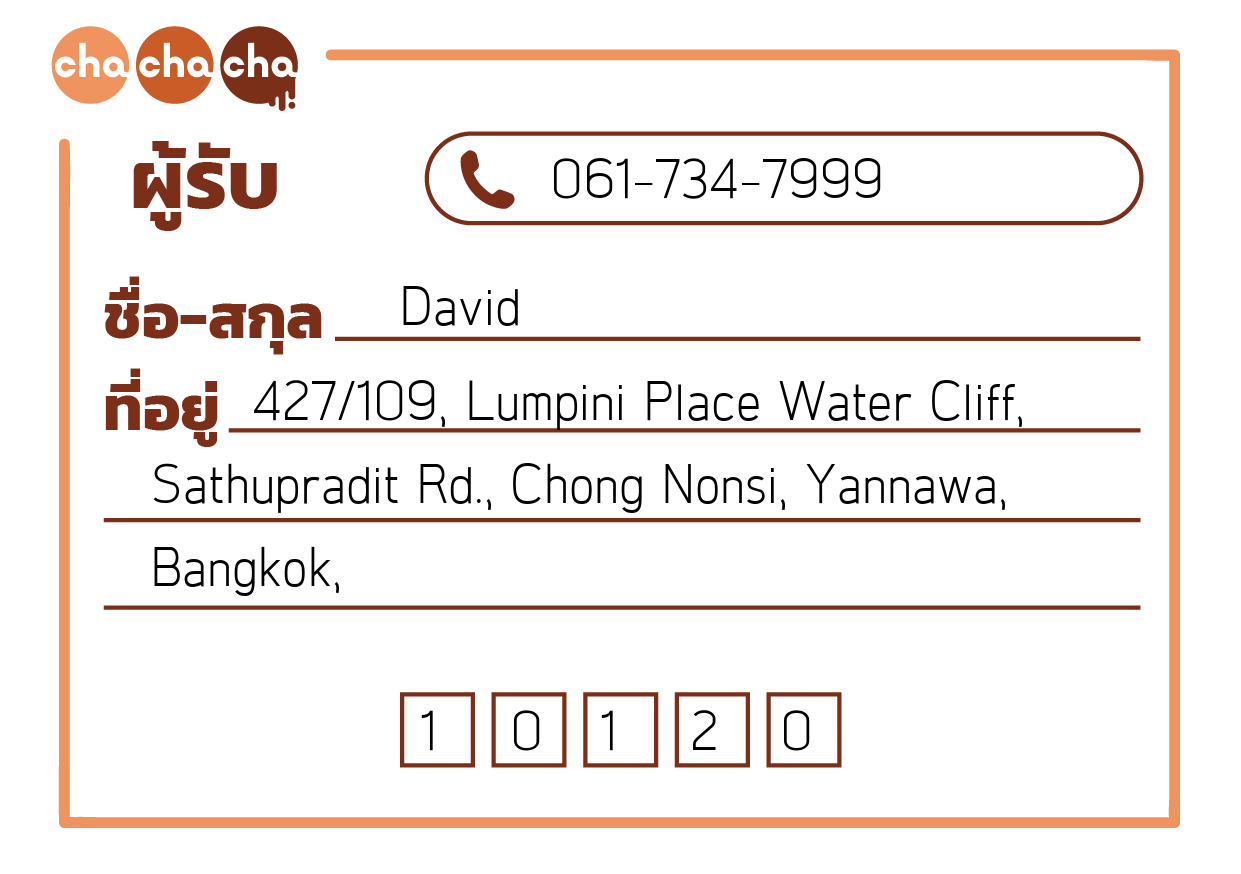 cha cha cha
ผู้รับ
061-734-7999
ชื่อ-สกุล David
ที่อยู่ 427/109, Lumpini Place Water Cliff,
Sathupradit Rd., Chong Nonsi, Yannawa,
Bangkok,
1 0 1 2 0